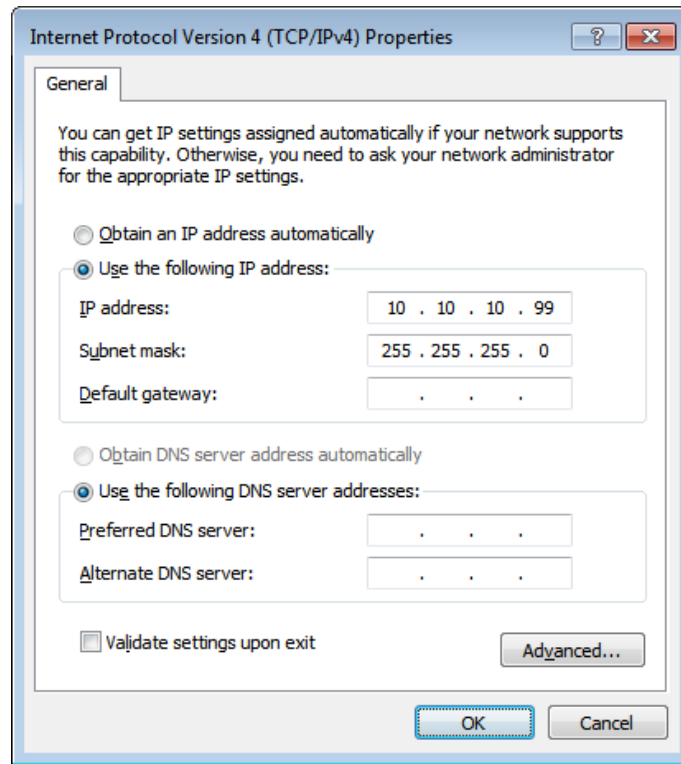 Internet Protocol Version 4 (TCP/IPv4) Properties
?
General
You can get IP settings assigned automatically if your network supports
this capability. Otherwise, you need to ask your network administrator
for the appropriate IP settings.
Obtain an IP address automatically
Use the following IP address:
IP address: 10 . 10 . 10 . 99
Subnet mask: 255 . 255 . 255 . 0
Default gateway: . . .
Obtain DNS server address automatically
Use the following DNS server addresses:
Preferred DNS server: . . .
Alternate DNS server: . . .
Validate settings upon exit
Advanced...
OK Cancel